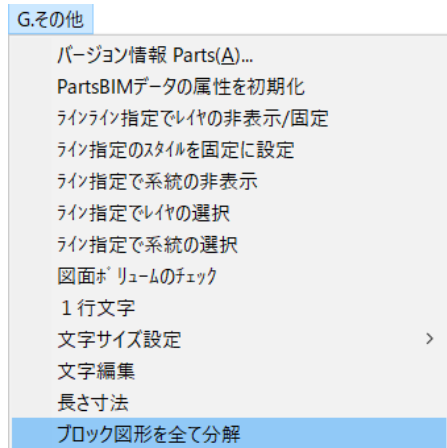 G.その他
バージョン情報 Parts(A)...
PartsBIMデータの属性を初期化
ﾗｲﾝﾗｲﾝ指定でﾚｲﾔの非表示/固定
ﾗｲﾝ指定のｽﾀｲﾙを固定に設定
ﾗｲﾝ指定で系統の非表示
ﾗｲﾝ指定でﾚｲﾔの選択
ﾗｲﾝ指定で系統の選択
図面ﾎﾞﾘｭｰﾑのﾁｪｯｸ
１行文字
文字サイズ設定 >
文字編集
長さ寸法
ブロック図形を全て分解